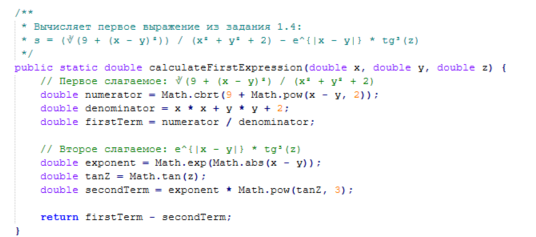 /**
 * Вычисляет первое выражение из задания 1.4:
 * s = (∛(9 + (x - y)²)) / (x² + y² + 2) - e^{|x - y|} * tg³(z)
 */
public static double calculateFirstExpression(double x, double y, double z) {
    // Первое слагаемое: ∛(9 + (x - y)²) / (x² + y² + 2)
    double numerator = Math.cbrt(9 + Math.pow(x - y, 2));
    double denominator = x * x + y * y + 2;
    double firstTerm = numerator / denominator;

    // Второе слагаемое: e^{|x - y|} * tg³(z)
    double exponent = Math.exp(Math.abs(x - y));
    double tanZ = Math.tan(z);
    double secondTerm = exponent * Math.pow(tanZ, 3);

    return firstTerm - secondTerm;
}